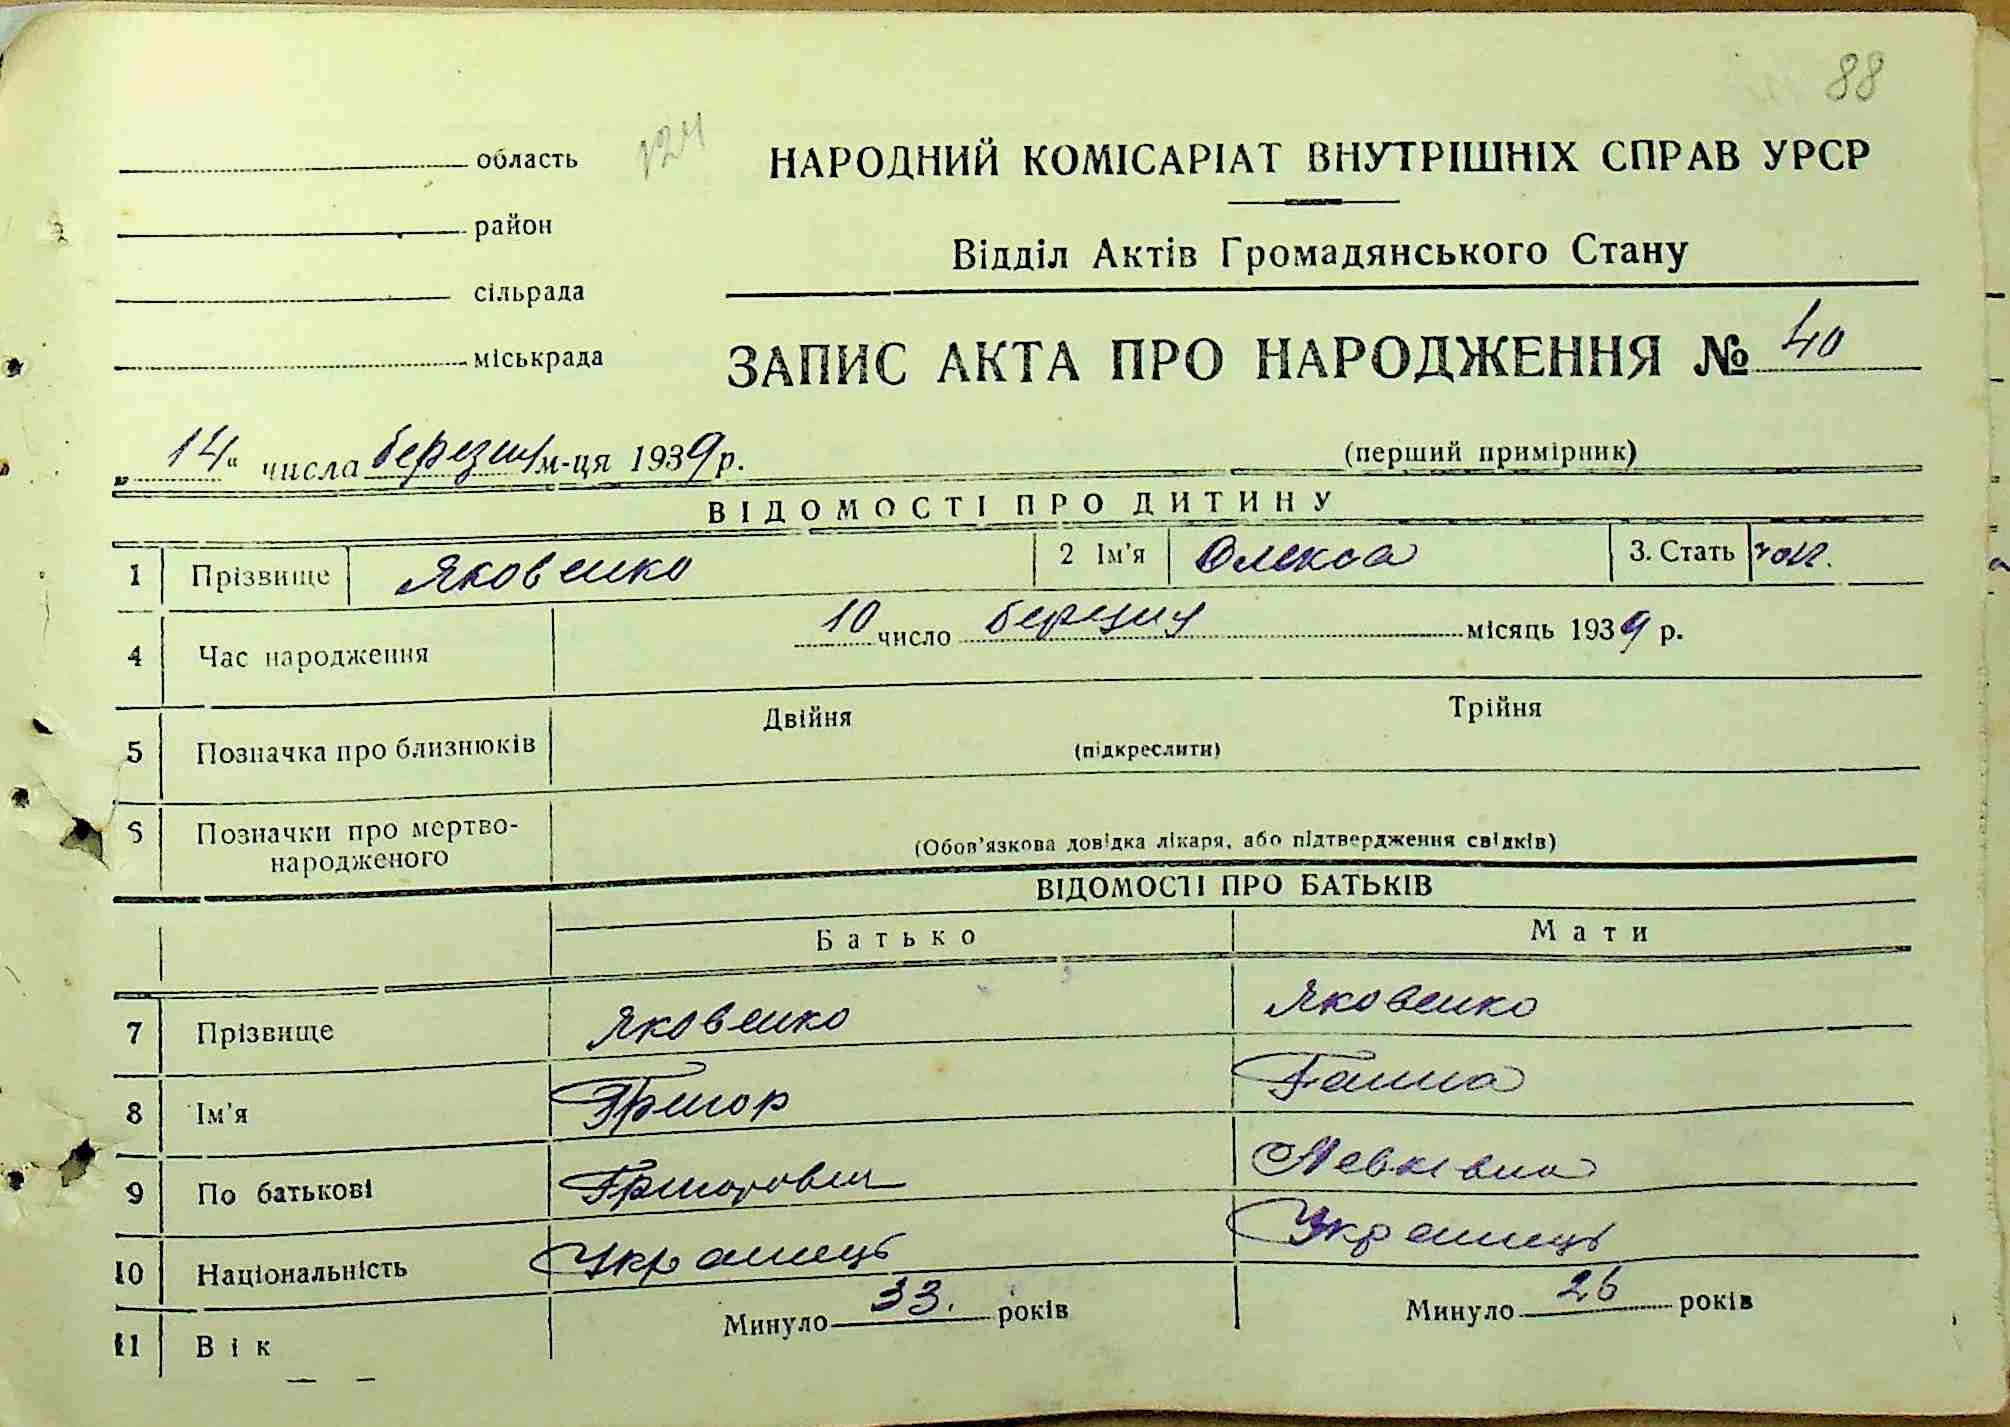 88
124
область
район
сільрада
міськрада
НАРОДНИЙ КОМІСАРІАТ ВНУТРІШНІХ СПРАВ УРСР
Відділ Актів Громадянського Стану
ЗАПИС АКТА ПРО НАРОДЖЕННЯ № 40
„14“ числа березня м-ця 1939 р.
(перший примірник)
ВІДОМОСТІ ПРО ДИТИНУ
1 Прізвище Яковенко 2 Ім'я Олекса 3. Стать чол.
4 Час народження 10 число березня місяць 1939 р.
5 Позначка про близнюків Двійня Трійня
(підкреслити)
6 Позначки про мертво-
народженого
(Обов'язкова довідка лікаря, або підтвердження свідків)
ВІДОМОСТІ ПРО БАТЬКІВ
Батько Мати
7 Прізвище Яковенко Яковенко
8 Ім'я Григор Ганна
9 По батькові Григорович Левківна
10 Національність Українець Українець
11 Вік Минуло 33. років Минуло 26 років